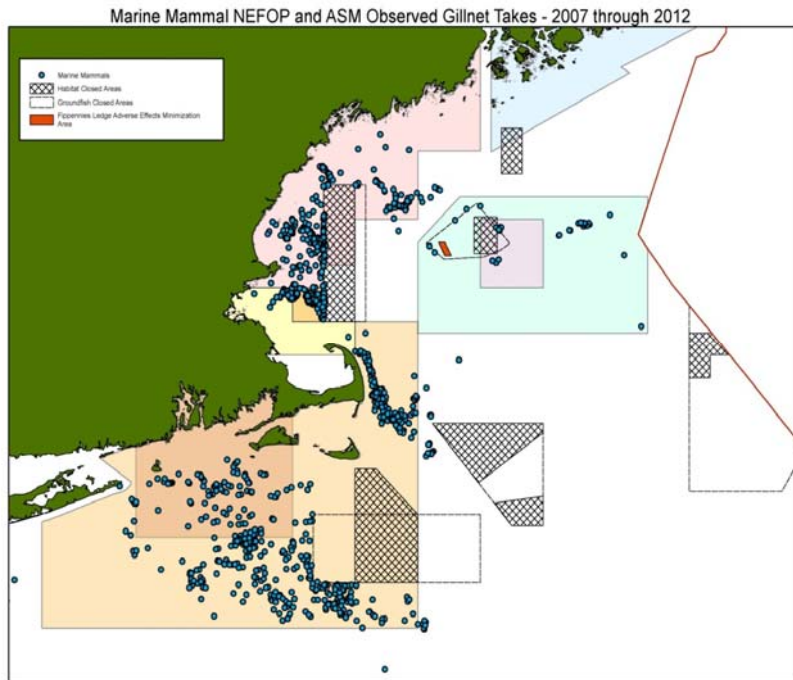 Marine Mammal NEFOP and ASM Observed Gillnet Takes - 2007 through 2012
Marine Mammals
Habitat Closed Areas
Groundfish Closed Areas
Fippennies Ledge Adverse Effects Minimization
Area